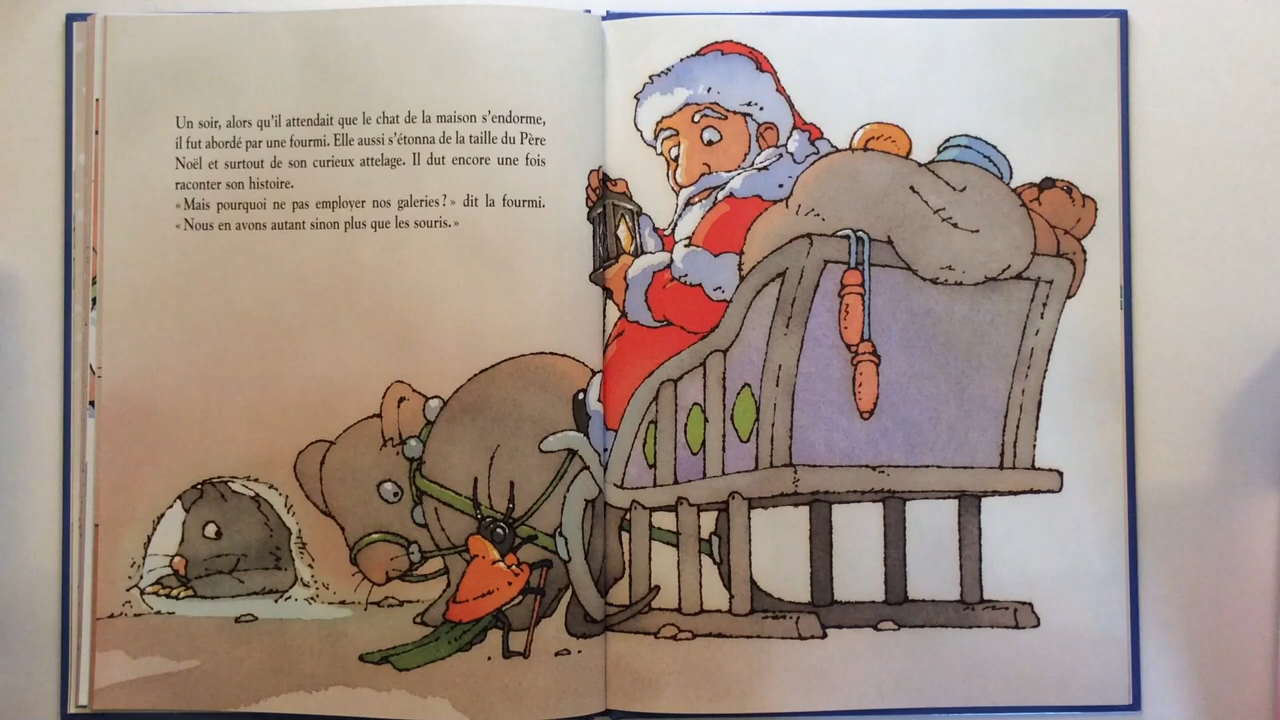 Un soir, alors qu'il attendait que le chat de la maison s'endorme,
il fut abordé par une fourmi. Elle aussi s'étonna de la taille du Père
Noël et surtout de son curieux attelage. Il dut encore une fois
raconter son histoire.
« Mais pourquoi ne pas employer nos galeries ? » dit la fourmi.
« Nous en avons autant sinon plus que les souris. »